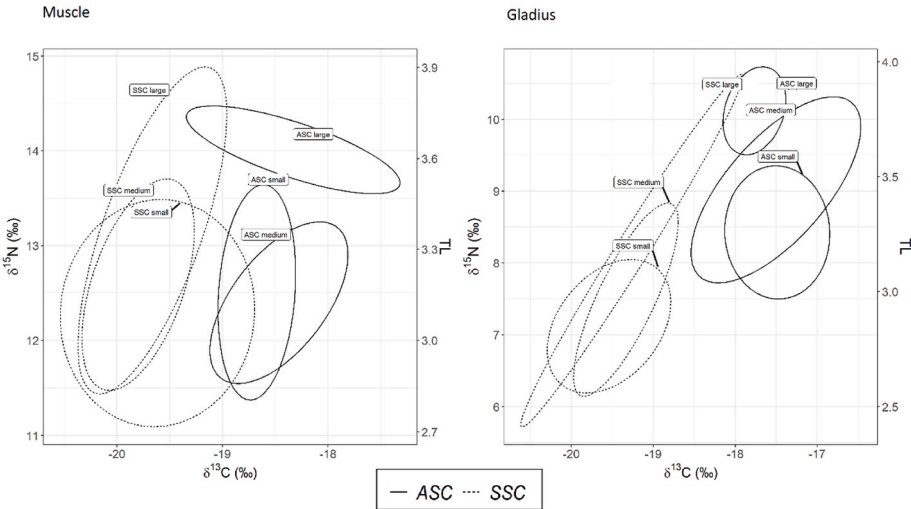 Muscle
15
14
13
12
11
δ15N (‰)
SSC large
ASC large
ASC small
SSC medium
SSC small
ASC medium
3.9
3.6
3.3
3.0
2.7
TL
-20
-19
-18
δ13C (‰)
Gladius
10
9
8
7
6
δ15N (‰)
SSC large
ASC large
ASC medium
ASC small
SSC medium
SSC small
4.0
3.5
3.0
2.5
TL
-20
-19
-18
-17
δ13C (‰)
ASC
SSC